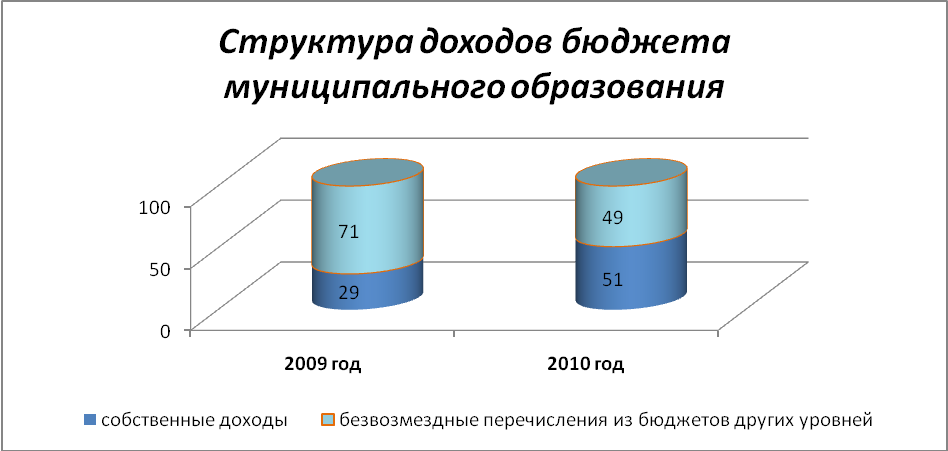 Структура доходов бюджета
муниципального образования
100
50
0
71
29
49
51
2009 год
2010 год
собственные доходы
безвозмездные перечисления из бюджетов других уровней